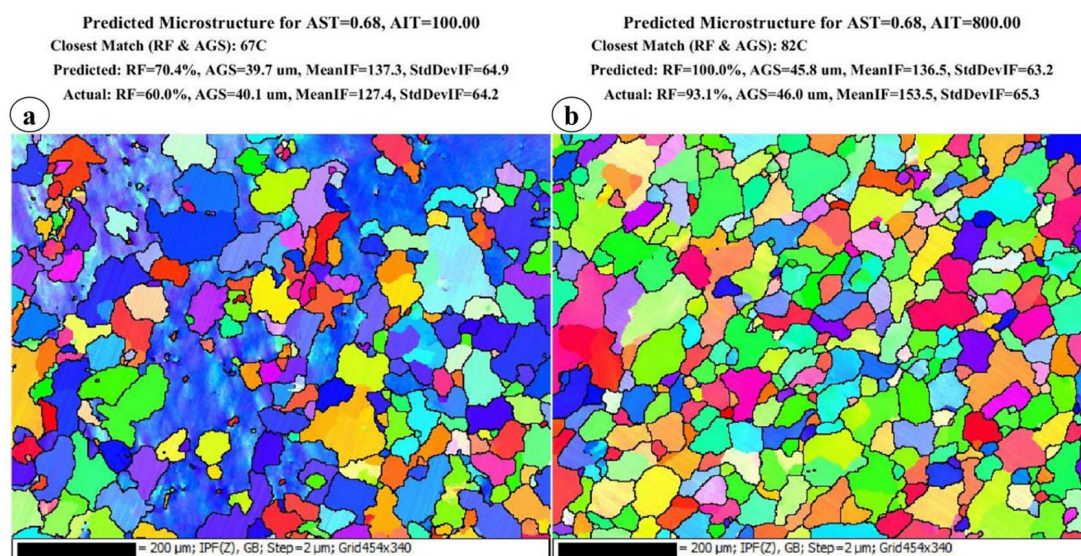 Predicted Microstructure for AST=0.68, AIT=100.00
Closest Match (RF & AGS): 67C
Predicted: RF=70.4%, AGS=39.7 um, MeanIF=137.3, StdDevIF=64.9
Actual: RF=60.0%, AGS=40.1 um, MeanIF=127.4, StdDevIF=64.2
a
= 200 µm; IPF(Z), GB; Step=2 µm; Grid454x340
Predicted Microstructure for AST=0.68, AIT=800.00
Closest Match (RF & AGS): 82C
Predicted: RF=100.0%, AGS=45.8 um, MeanIF=136.5, StdDevIF=63.2
Actual: RF=93.1%, AGS=46.0 um, MeanIF=153.5, StdDevIF=65.3
b
= 200 µm; IPF(Z), GB; Step=2 µm; Grid454x340